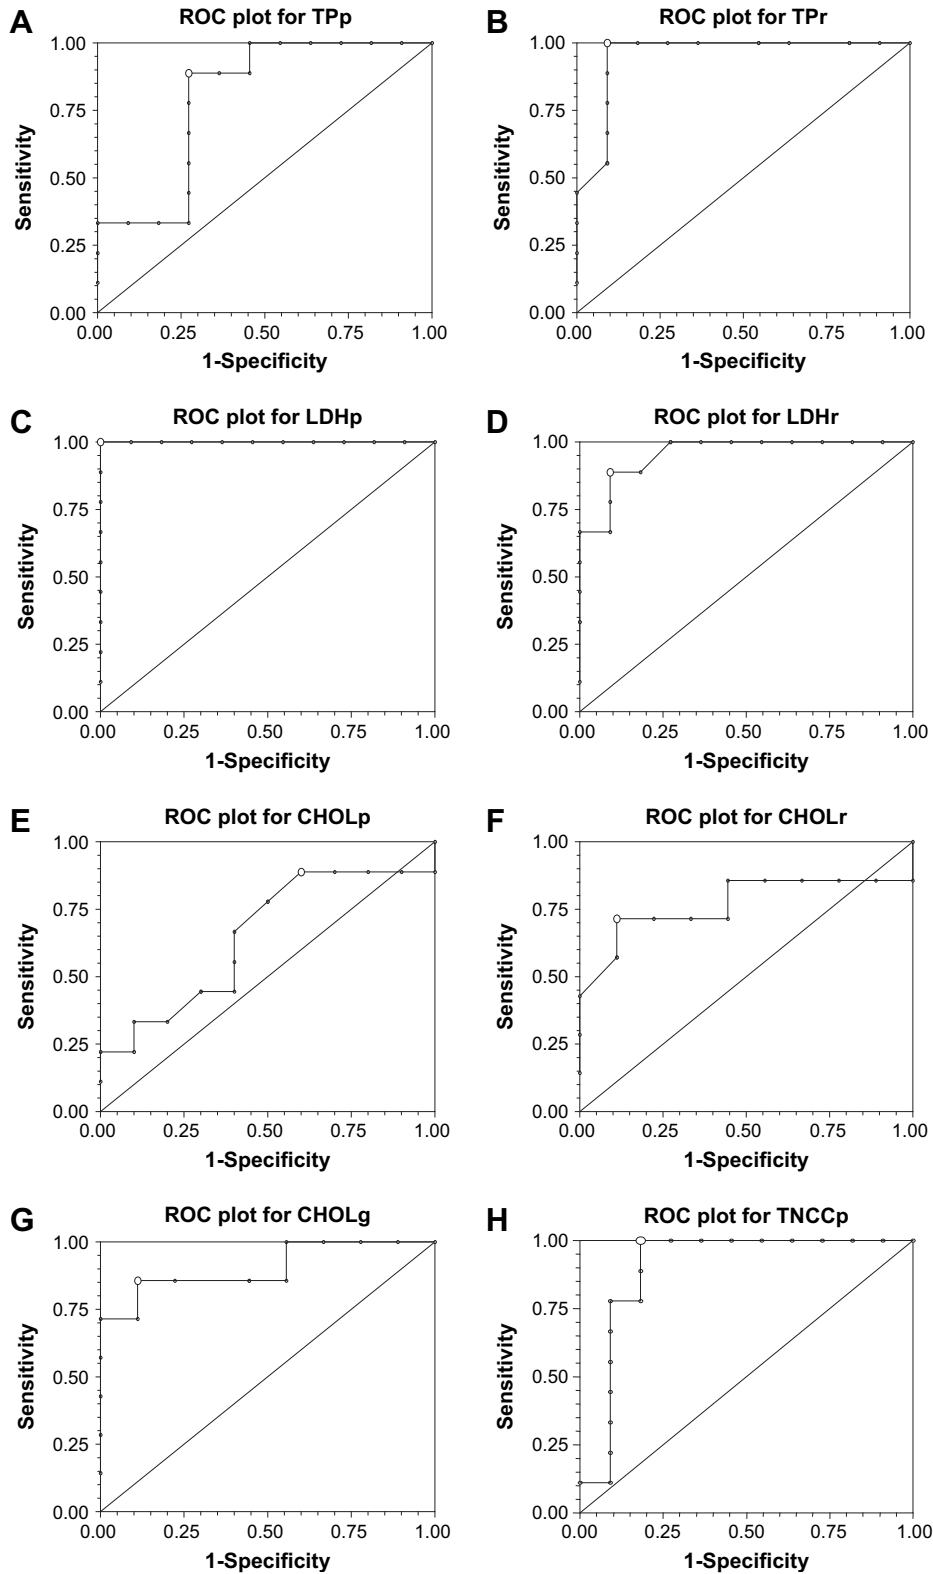 A
ROC plot for TPp
1.00
0.75
0.50
0.25
0.00
Sensitivity
0.00 0.25 0.50 0.75 1.00
1-Specificity
B
ROC plot for TPr
1.00
0.75
0.50
0.25
0.00
Sensitivity
0.00 0.25 0.50 0.75 1.00
1-Specificity
C
ROC plot for LDHp
1.00
0.75
0.50
0.25
0.00
Sensitivity
0.00 0.25 0.50 0.75 1.00
1-Specificity
D
ROC plot for LDHr
1.00
0.75
0.50
0.25
0.00
Sensitivity
0.00 0.25 0.50 0.75 1.00
1-Specificity
E
ROC plot for CHOLp
1.00
0.75
0.50
0.25
0.00
Sensitivity
0.00 0.25 0.50 0.75 1.00
1-Specificity
F
ROC plot for CHOLr
1.00
0.75
0.50
0.25
0.00
Sensitivity
0.00 0.25 0.50 0.75 1.00
1-Specificity
G
ROC plot for CHOLg
1.00
0.75
0.50
0.25
0.00
Sensitivity
0.00 0.25 0.50 0.75 1.00
1-Specificity
H
ROC plot for TNCCp
1.00
0.75
0.50
0.25
0.00
Sensitivity
0.00 0.25 0.50 0.75 1.00
1-Specificity